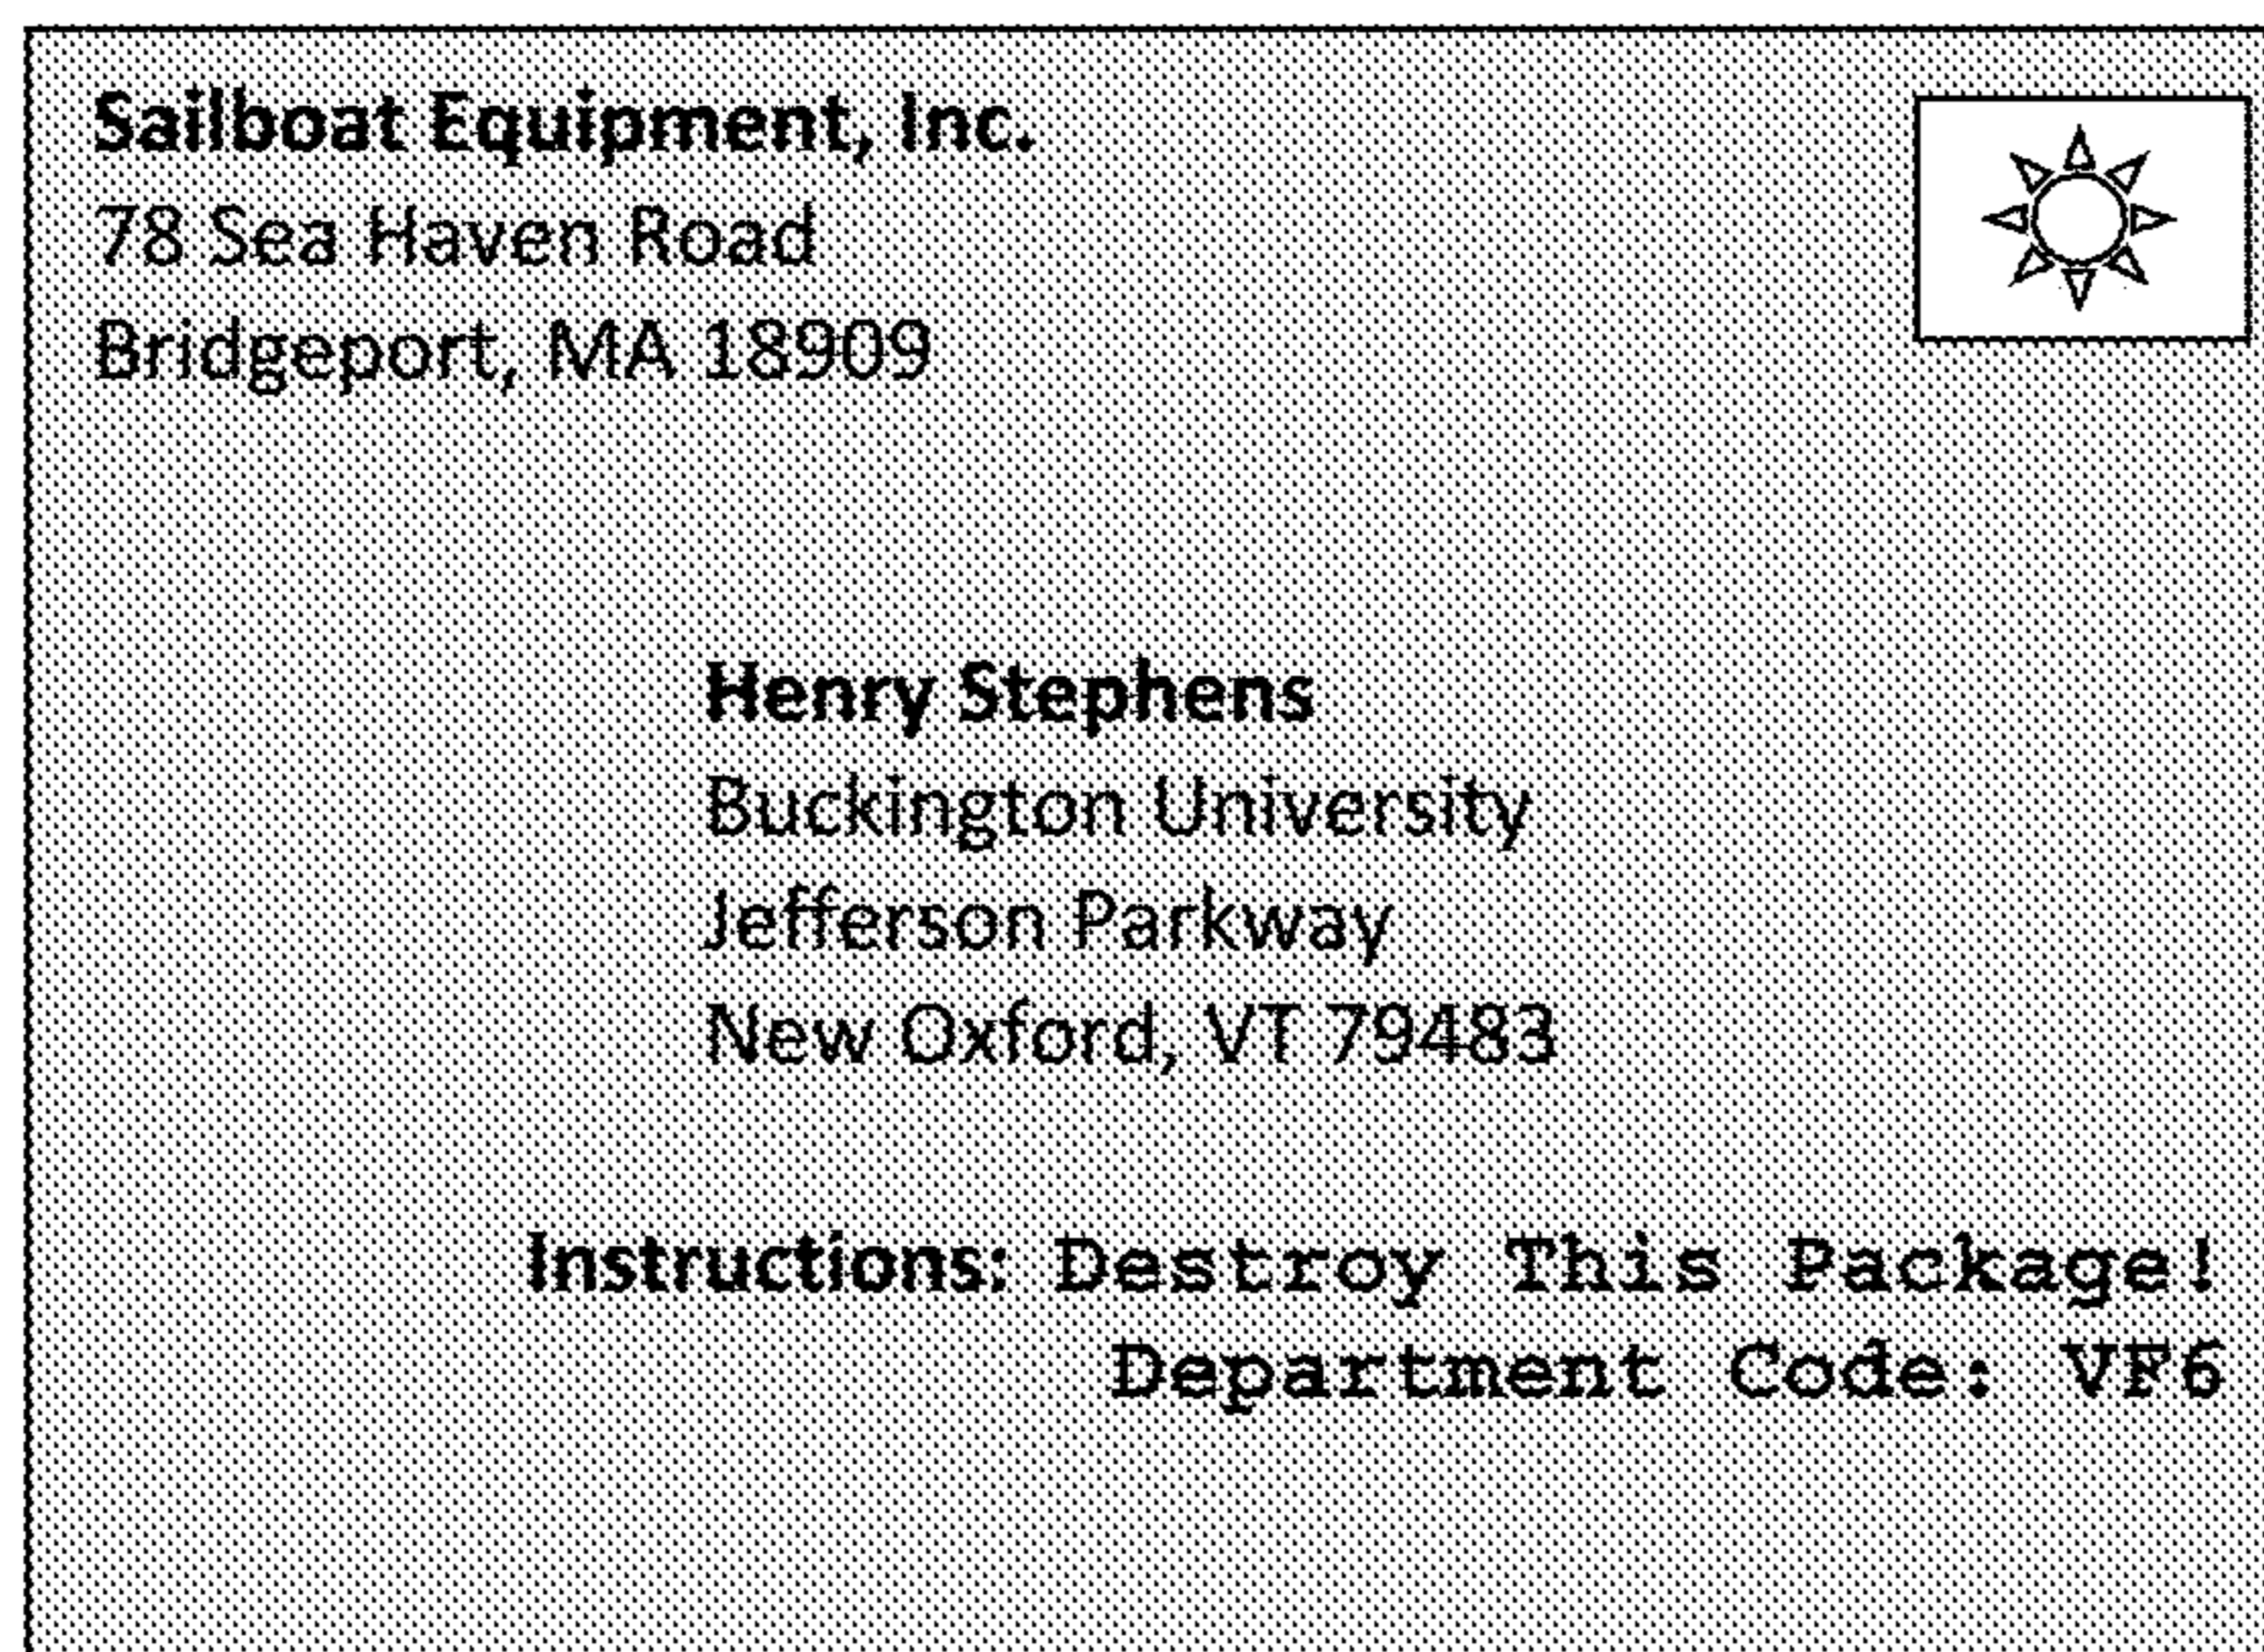 Sailboat Equipment, Inc.
78 Sea Haven Road
Bridgeport, MA 18909
Henry Stephens
Buckington University
Jefferson Parkway
New Oxford, VT 79483
Instructions: Destroy This Package!
Department Code: VF6